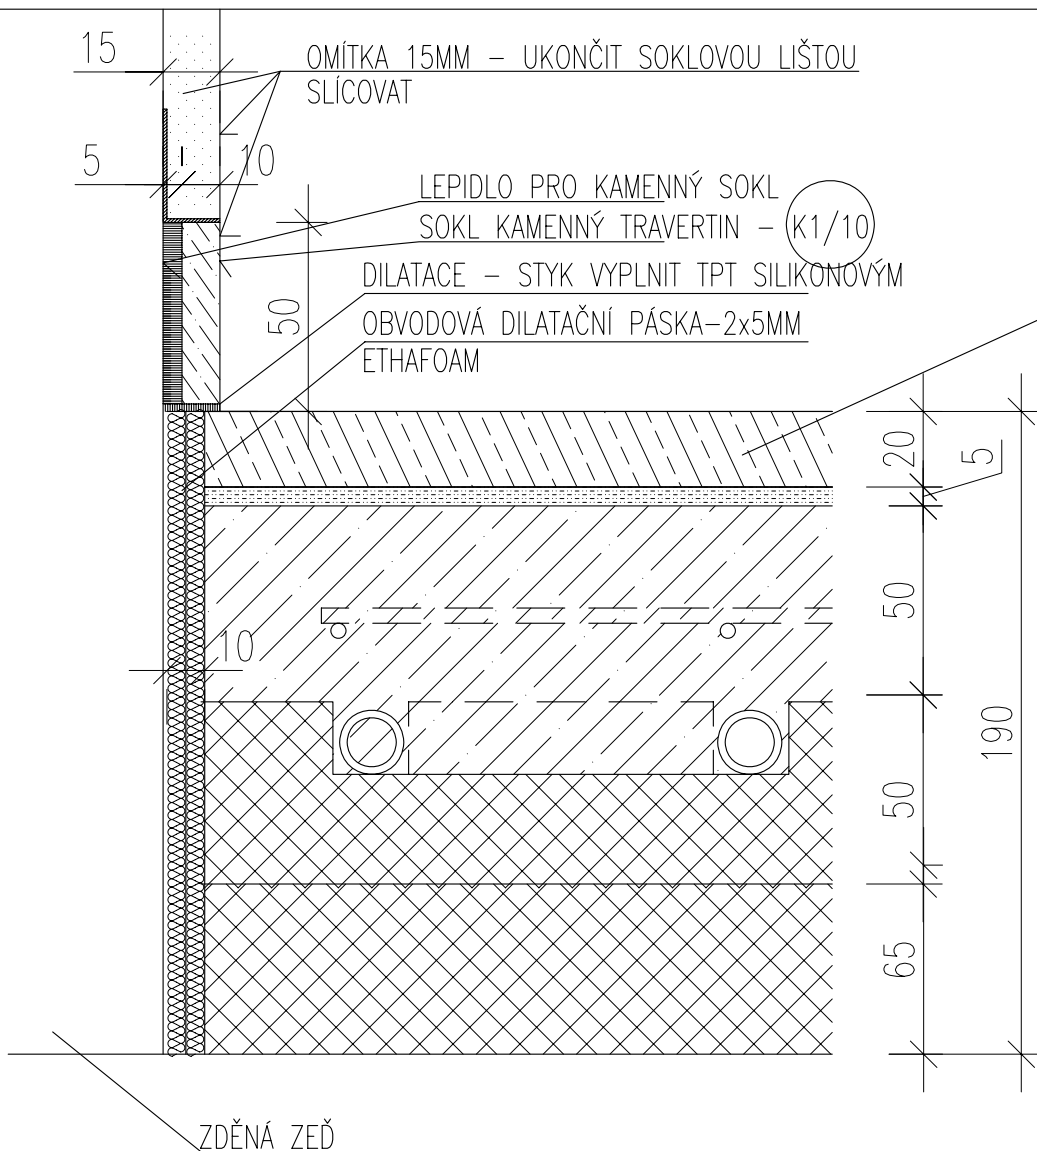 15
OMÍTKA 15MM – UKONČIT SOKLOVOU LIŠTOU
SLÍCOVAT
5
10
LEPIDLO PRO KAMENNÝ SOKL
SOKL KAMENNÝ TRAVERTIN – K1/10
DILATACE – STYK VYPLNIT TPT SILIKONOVÝM
50
OBVODOVÁ DILATAČNÍ PÁSKA–2x5MM
ETHAFOAM
20
5
50
10
190
50
65
ZDĚNÁ ZEĎ